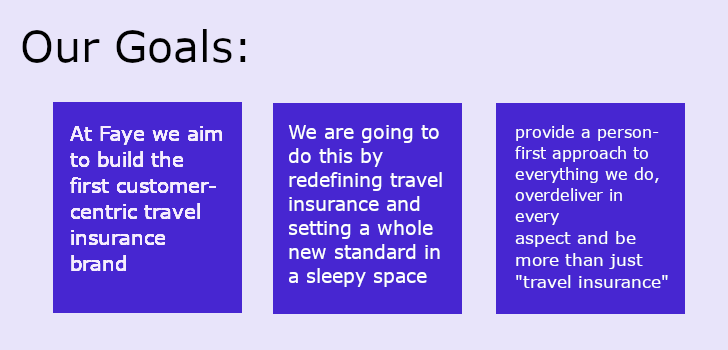 Our Goals:
At Faye we aim
to build the
first customer-
centric travel
insurance
brand
We are going to
do this by
redefining travel
insurance and
setting a whole
new standard in
a sleepy space
provide a person-
first approach to
everything we do,
overdeliver in
every
aspect and be
more than just
"travel insurance"